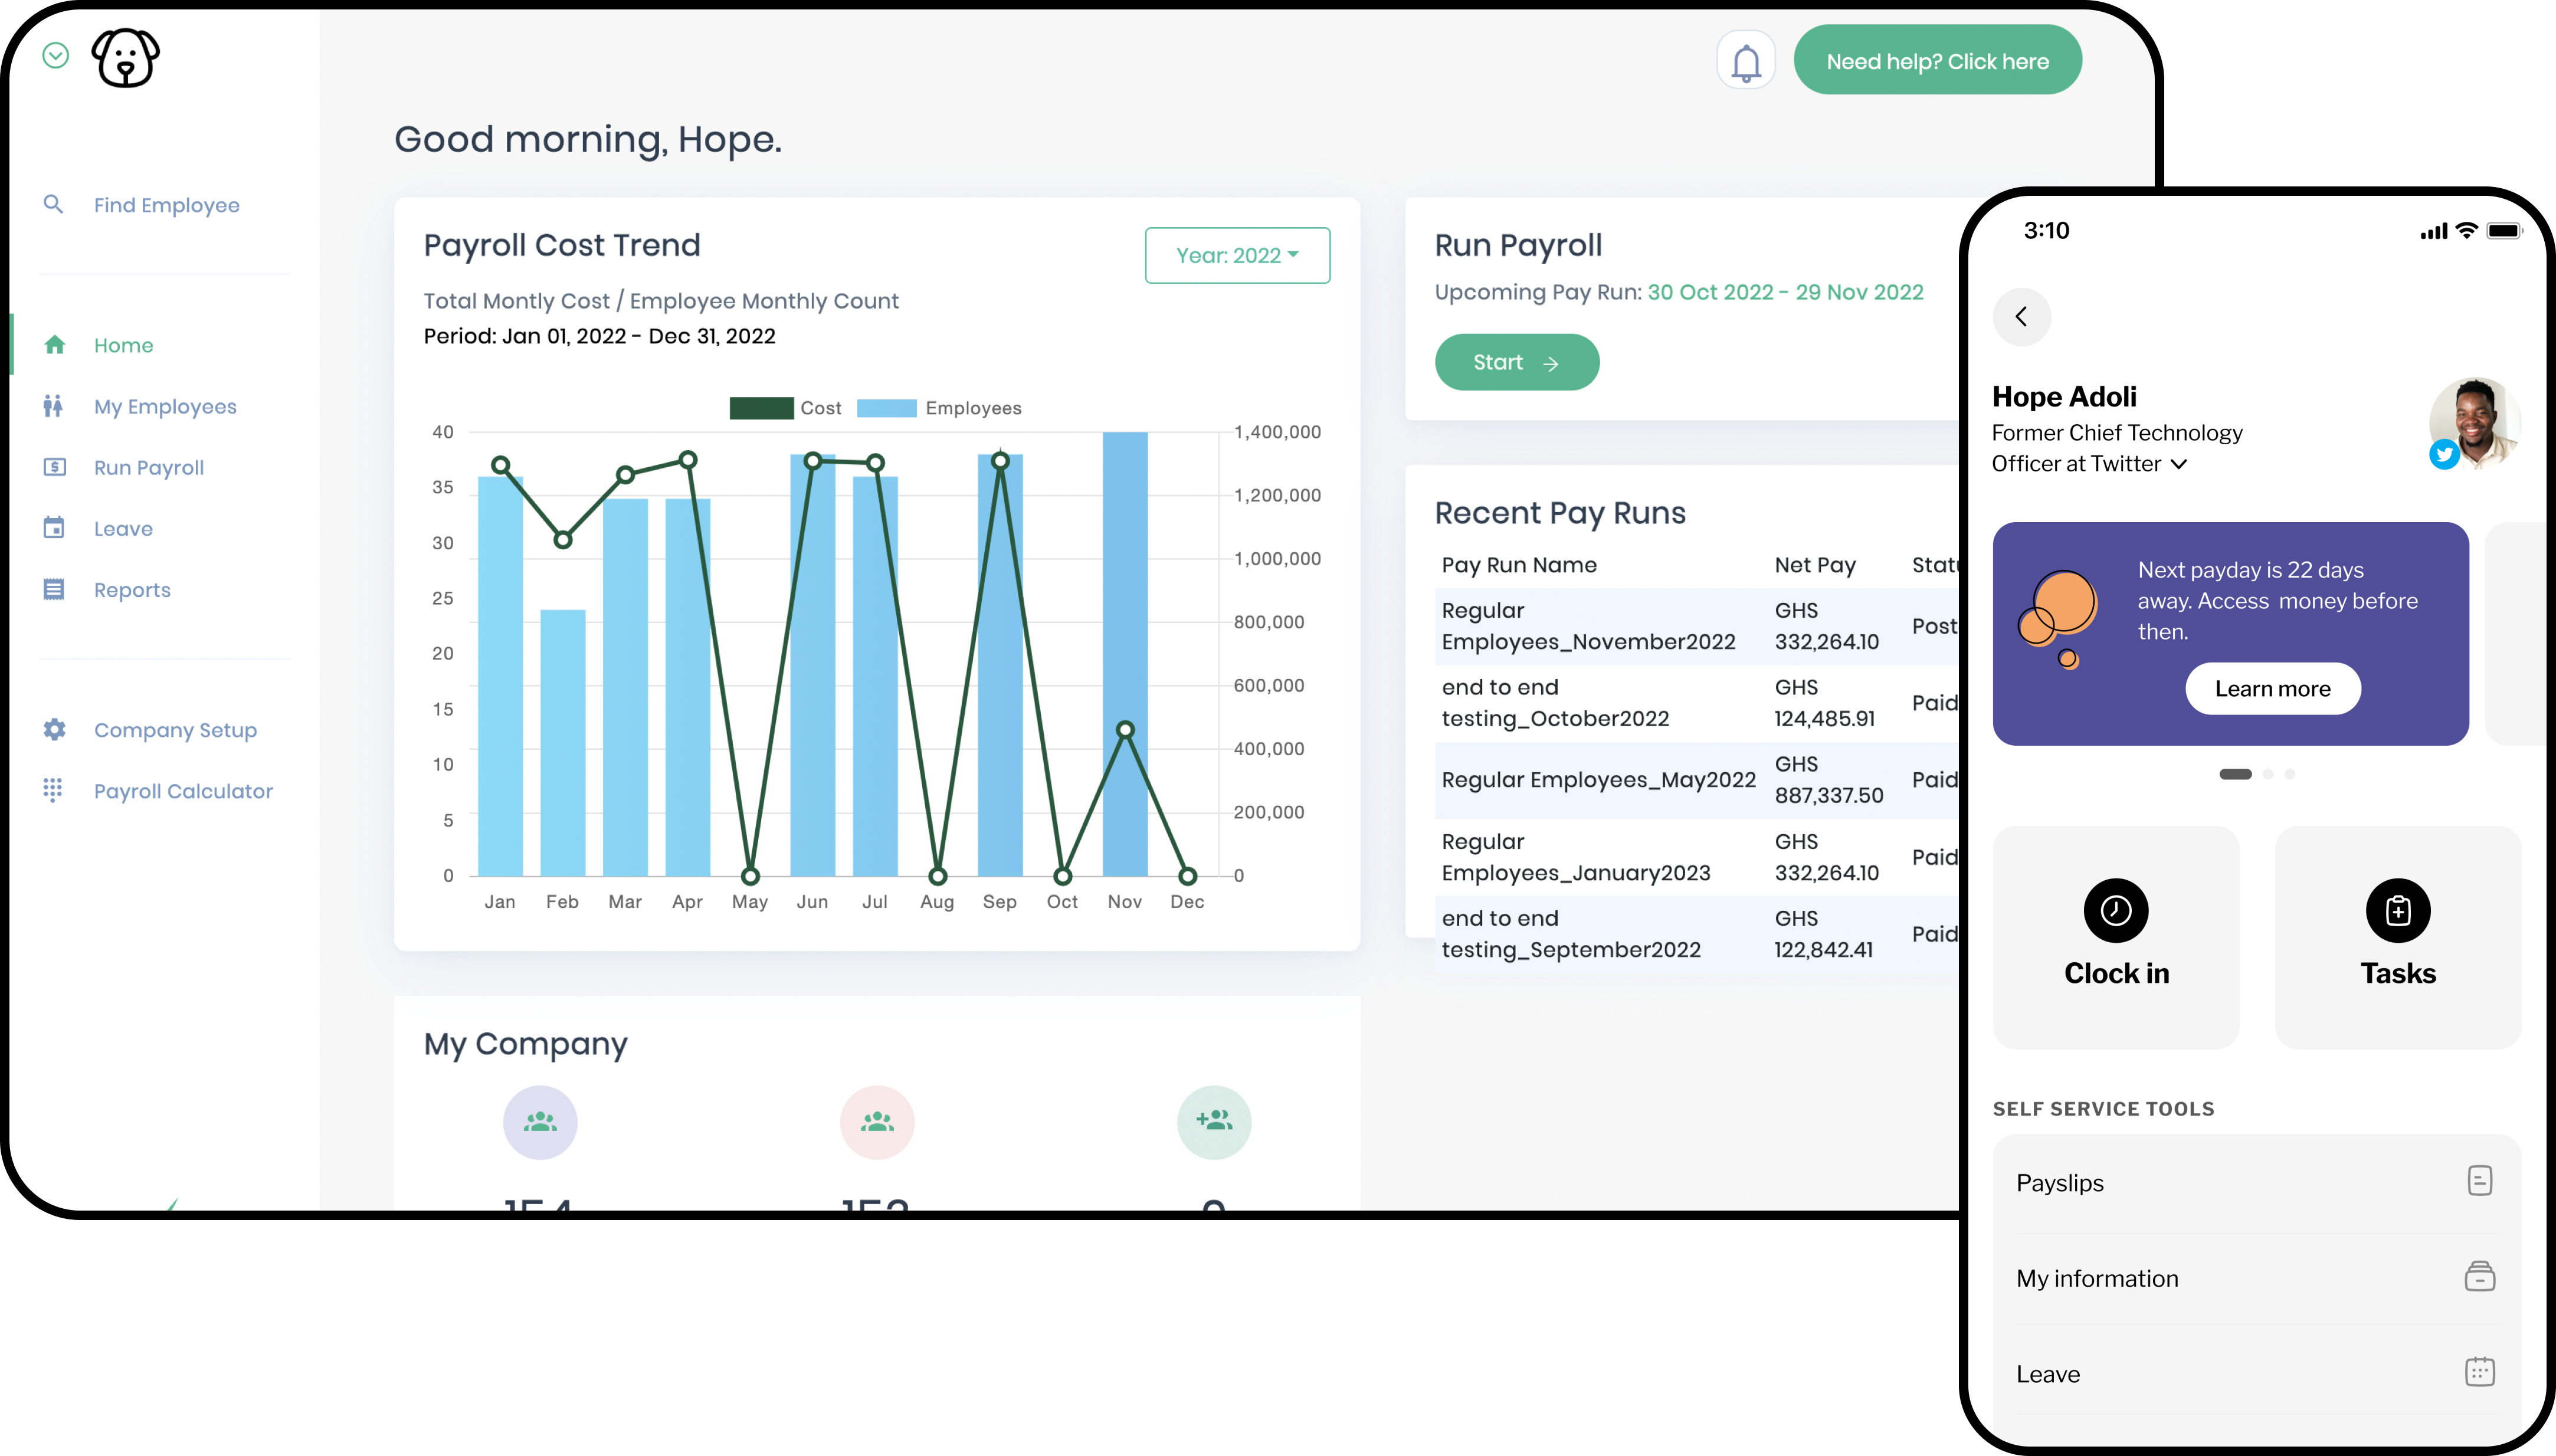 Need help? Click here
Good morning, Hope.
Find Employee
Home
My Employees
Run Payroll
Leave
Reports
Company Setup
Payroll Calculator
Payroll Cost Trend
Year: 2022
Total Montly Cost / Employee Monthly Count
Period: Jan 01, 2022 - Dec 31, 2022
Cost Employees
40 1,400,000
35 1,200,000
30 1,000,000
25 800,000
20 600,000
15 400,000
10 200,000
5
0 0
Jan Feb Mar Apr May Jun Jul Aug Sep Oct Nov Dec
Run Payroll
Upcoming Pay Run: 30 Oct 2022 - 29 Nov 2022
Start
Recent Pay Runs
Pay Run Name Net Pay
Regular GHS
Employees_November2022 332,264.10 Post
end to end GHS
testing_October2022 124,485.91 Paid
Regular Employees_May2022 GHS 887,337.50 Paid
Regular GHS
Employees_January2023 332,264.10 Paid
end to end GHS
testing_September2022 122,842.41 Paid
My Company
3:10
Hope Adoli
Former Chief Technology
Officer at Twitter
Next payday is 22 days
away. Access money before
then.
Learn more
Clock in
Tasks
SELF SERVICE TOOLS
Payslips
My information
Leave